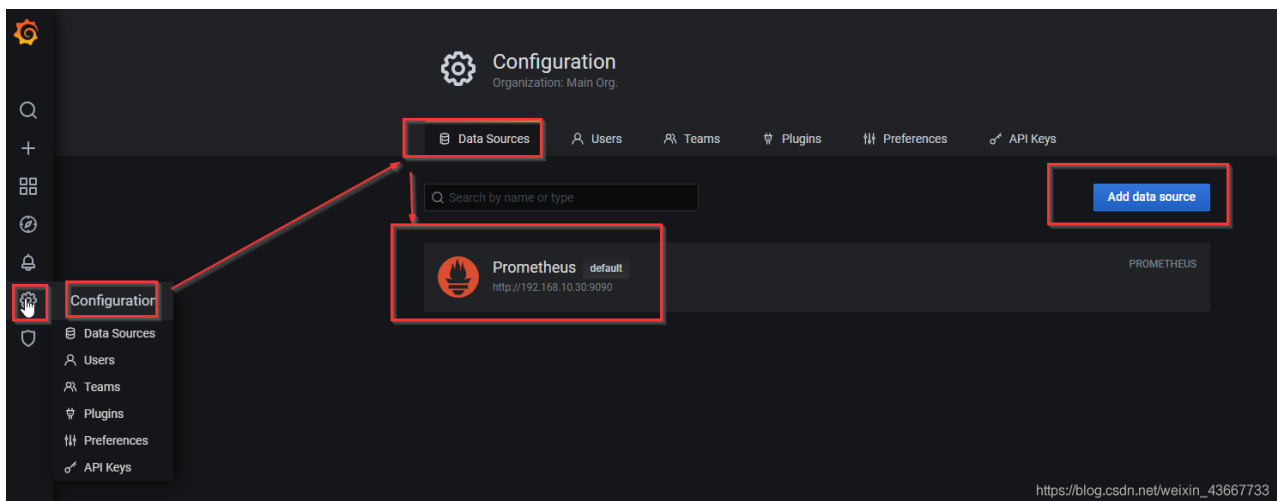 Configuration
Organization: Main Org.
Data Sources
Users
Teams
Plugins
Preferences
API Keys
Search by name or type
Add data source
Prometheus default
http://192.168.10.30:9090
PROMETHEUS
Configuration
Data Sources
Users
Teams
Plugins
Preferences
API Keys
https://blog.csdn.net/weixin_43667733